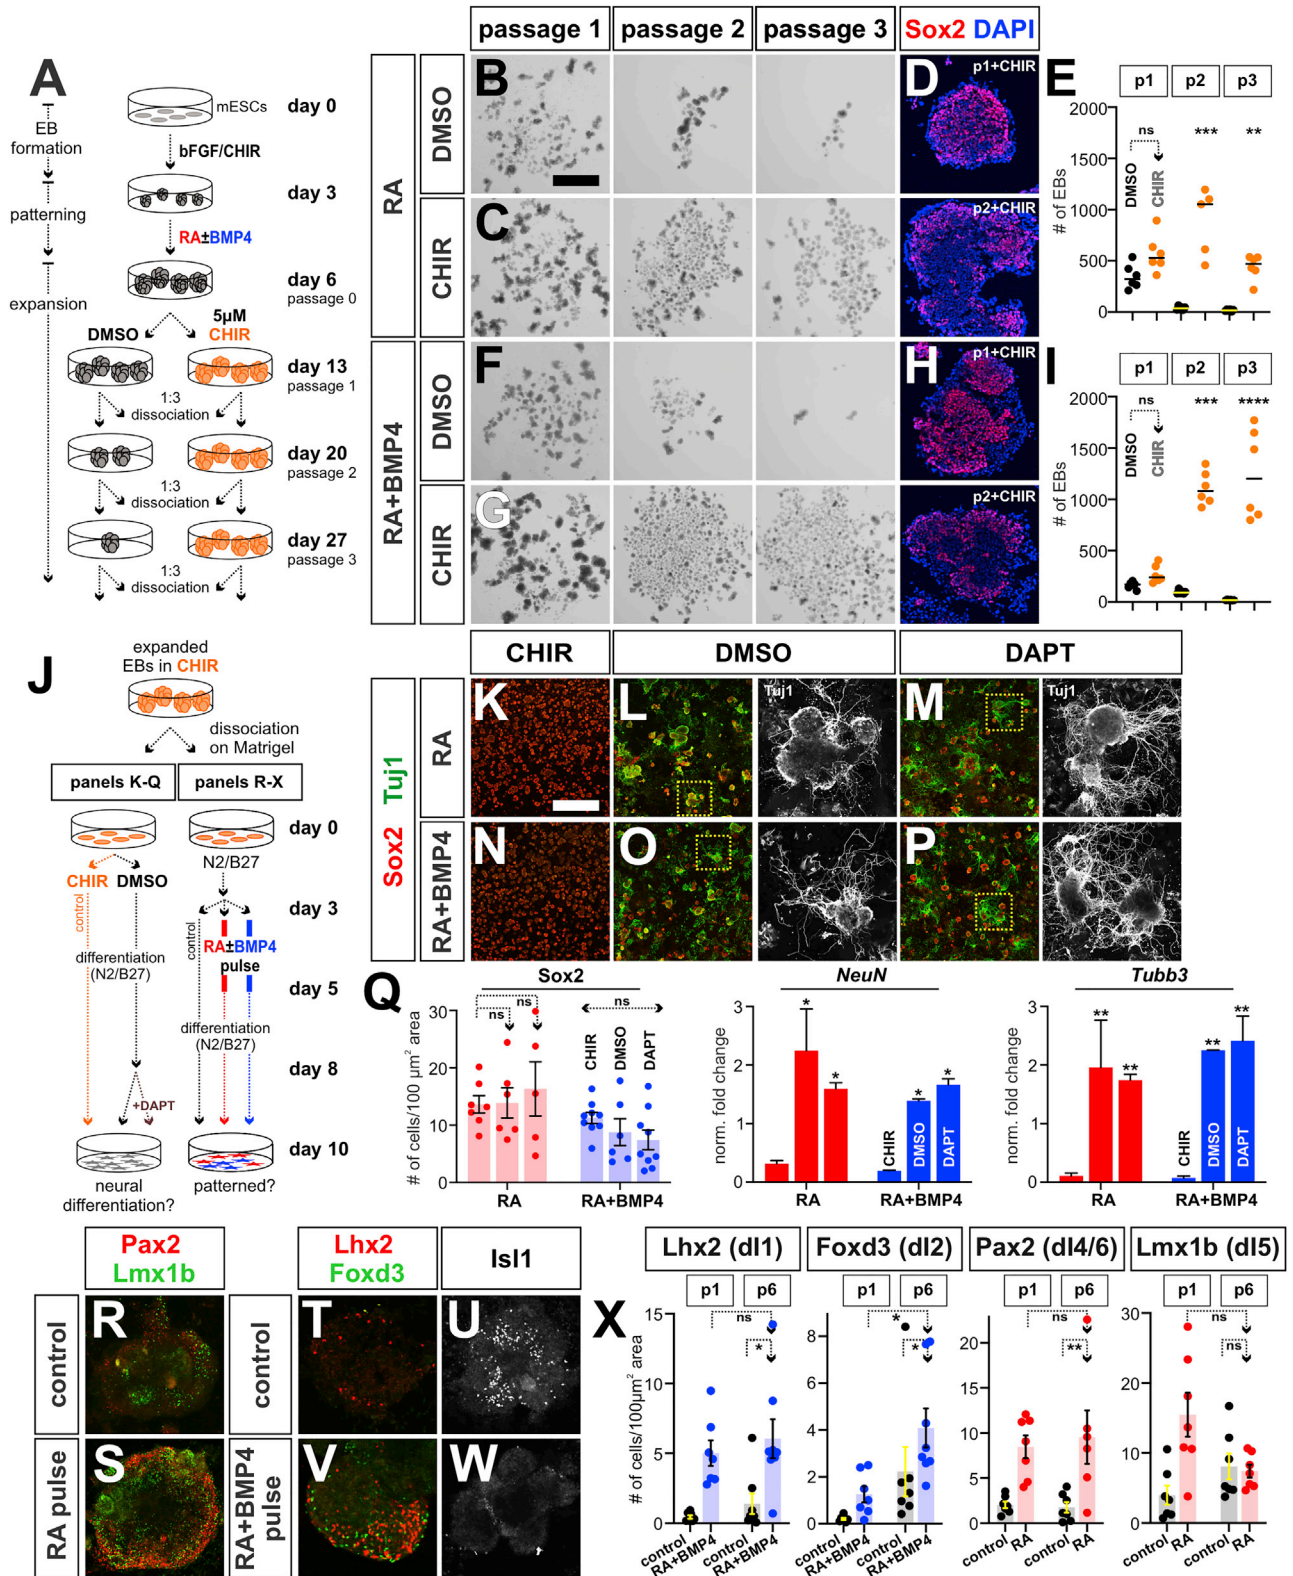 passage 1
passage 2
passage 3
Sox2 DAPI
A
mESCs
day 0
EB
formation
bFGF/CHIR
day 3
patterning
RA±BMP4
day 6
passage 0
expansion
DMSO
5µM
CHIR
day 13
passage 1
1:3
dissociation
day 20
passage 2
1:3
dissociation
day 27
passage 3
1:3
dissociation
RA
DMSO
B
D
p1+CHIR
CHIR
C
p2+CHIR
E
p1
p2
p3
2000
1500
1000
500
0
# of EBs
ns
***
**
DMSO
CHIR
RA+BMP4
DMSO
F
H
p1+CHIR
CHIR
G
p2+CHIR
I
p1
p2
p3
2000
1500
1000
500
0
# of EBs
ns
***
****
DMSO
CHIR
J
expanded
EBs in CHIR
dissociation
on Matrigel
panels K-Q
panels R-X
day 0
N2/B27
CHIR DMSO
control
day 3
control
RA±BMP4
pulse
differentiation
(N2/B27)
day 5
differentiation
(N2/B27)
day 8
+DAPT
day 10
neural
differentiation?
patterned?
CHIR
DMSO
DAPT
Sox2 Tuj1
RA
K
L
Tuj1
M
Tuj1
RA+BMP4
N
O
P
Q
Sox2
30
20
10
0
# of cells/100 µm² area
ns
ns
ns
CHIR
DMSO
DAPT
RA
RA+BMP4
NeuN
3
2
1
0
norm. fold change
*
*
*
*
CHIR
DMSO
DAPT
RA
RA+BMP4
Tubb3
3
2
1
0
norm. fold change
**
**
**
**
CHIR
DMSO
DAPT
RA
RA+BMP4
Pax2
Lmx1b
Lhx2
Foxd3
Isl1
control
R
control
T
U
RA pulse
S
RA+BMP4
pulse
V
W
X
Lhx2 (dI1)
p1
p6
15
10
5
0
# of cells/100µm² area
ns
*
control
RA+BMP4
control
RA+BMP4
Foxd3 (dI2)
p1
p6
8
6
4
2
0
*
*
control
RA+BMP4
control
RA+BMP4
Pax2 (dI4/6)
p1
p6
20
15
10
5
0
ns
**
control
RA
control
RA
Lmx1b (dI5)
p1
p6
30
20
10
0
ns
ns
control
RA
control
RA